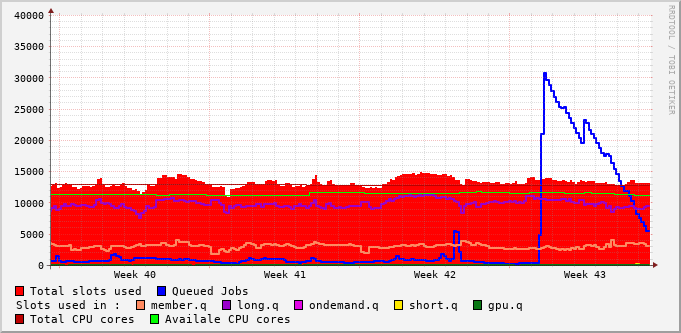 40000
35000
30000
25000
20000
15000
10000
5000
0
Week 40 Week 41 Week 42 Week 43
RRDTOOL / TOBI OETIKER
Total slots used Queued Jobs
Slots used in : member.q long.q ondemand.q short.q gpu.q
Total CPU cores Availale CPU cores